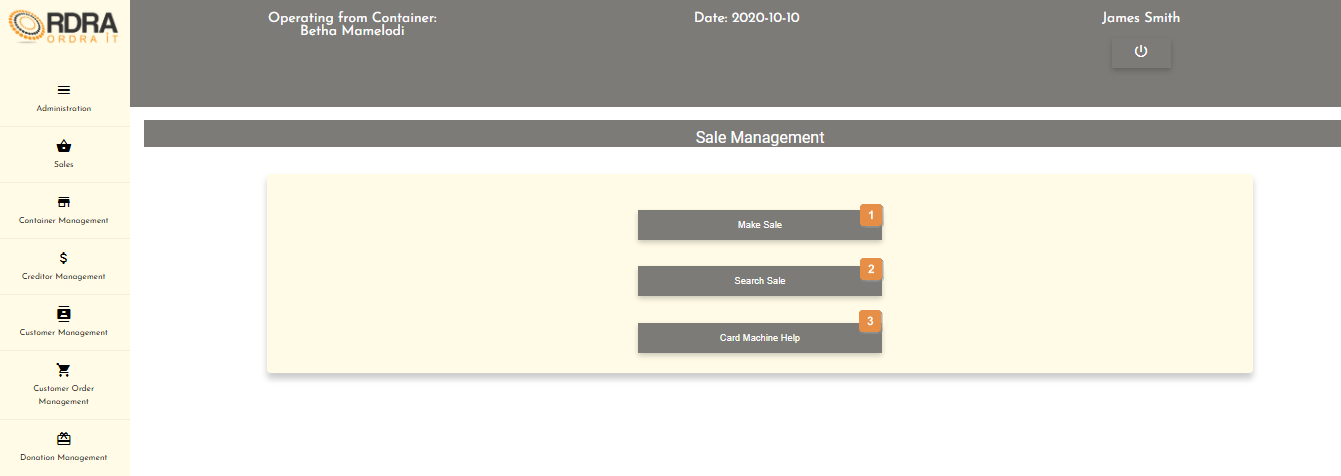 RDRA
ORDRA IT
Operating from Container:
Betha Mamelodi
Date: 2020-10-10
James Smith
Administration
Sales
Container Management
Creditor Management
Customer Management
Customer Order
Management
Donation Management
Sale Management
1
Make Sale
2
Search Sale
3
Card Machine Help